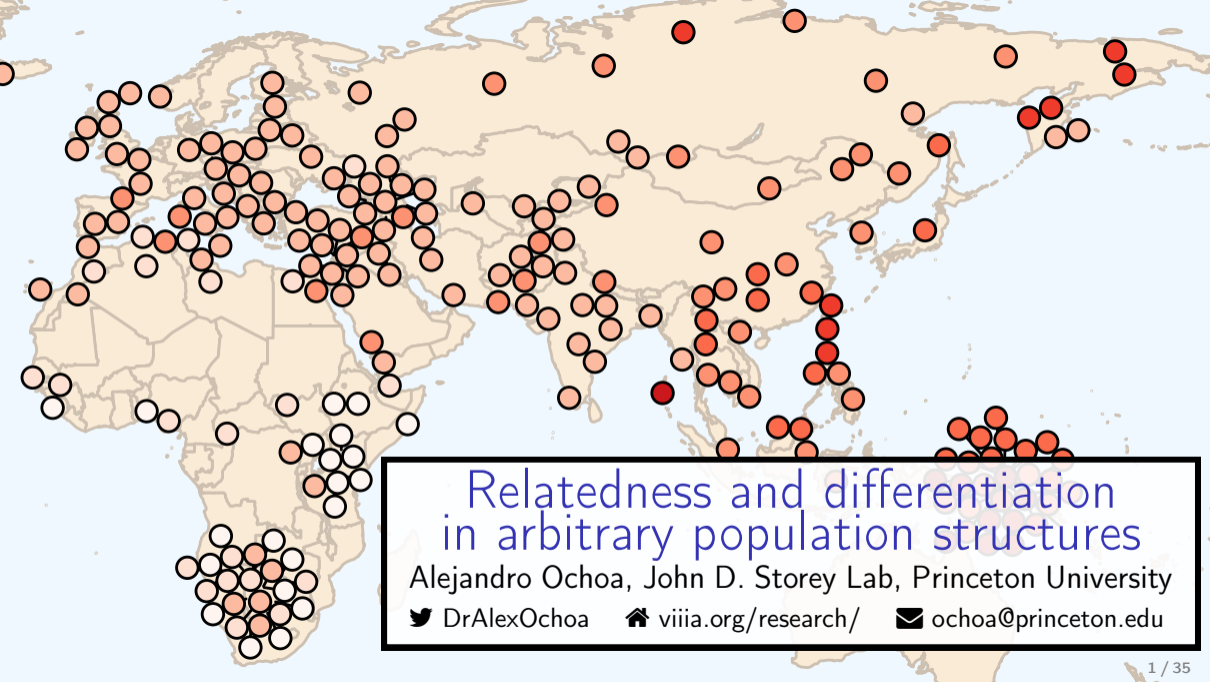 Relatedness and differentiation
in arbitrary population structures
Alejandro Ochoa, John D. Storey Lab, Princeton University
DrAlexOchoa viiia.org/research/ ochoa@princeton.edu
1 / 35